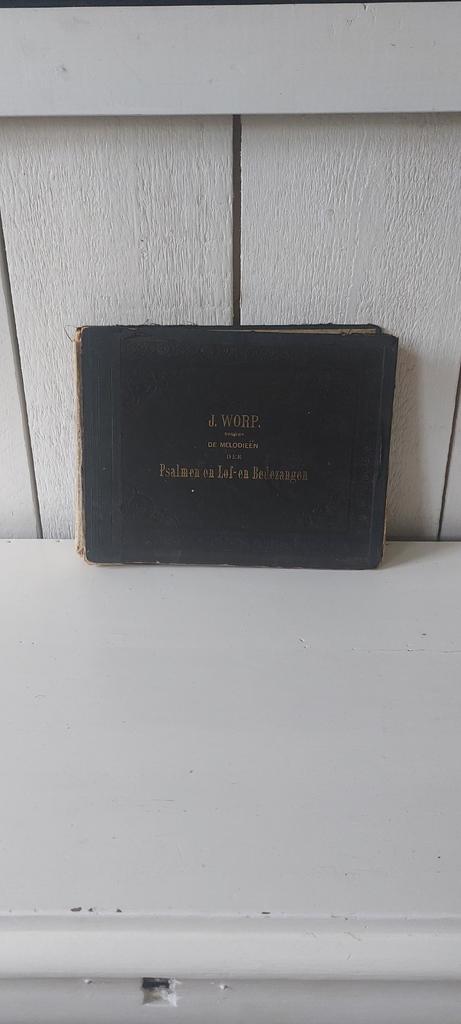 J. WORP.
DE MELODIEËN
DER
Psalmen en Lof- en Bedezangen